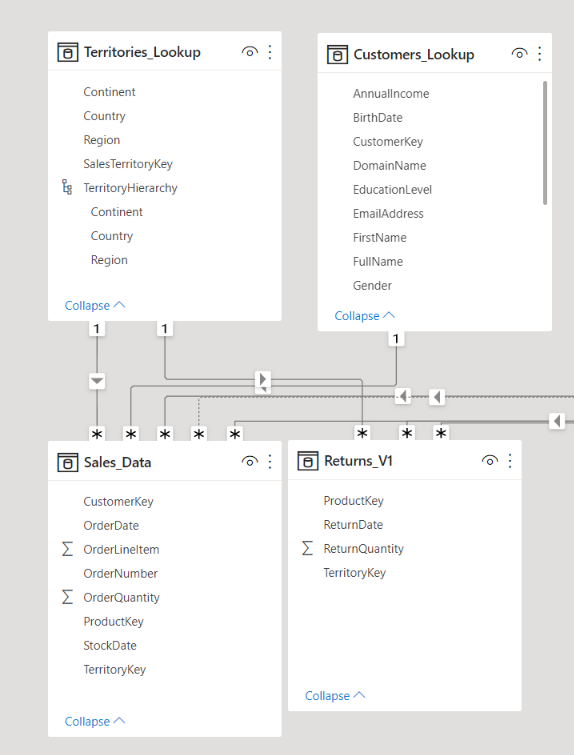 Territories_Lookup
Continent
Country
Region
SalesTerritoryKey
TerritoryHierarchy
Continent
Country
Region
Collapse
Customers_Lookup
AnnualIncome
BirthDate
CustomerKey
DomainName
EducationLevel
EmailAddress
FirstName
FullName
Gender
Collapse
1
1
1
*
*
*
*
*
*
*
*
Sales_Data
CustomerKey
OrderDate
OrderLineItem
OrderNumber
OrderQuantity
ProductKey
StockDate
TerritoryKey
Collapse
Returns_V1
ProductKey
ReturnDate
ReturnQuantity
TerritoryKey
Collapse